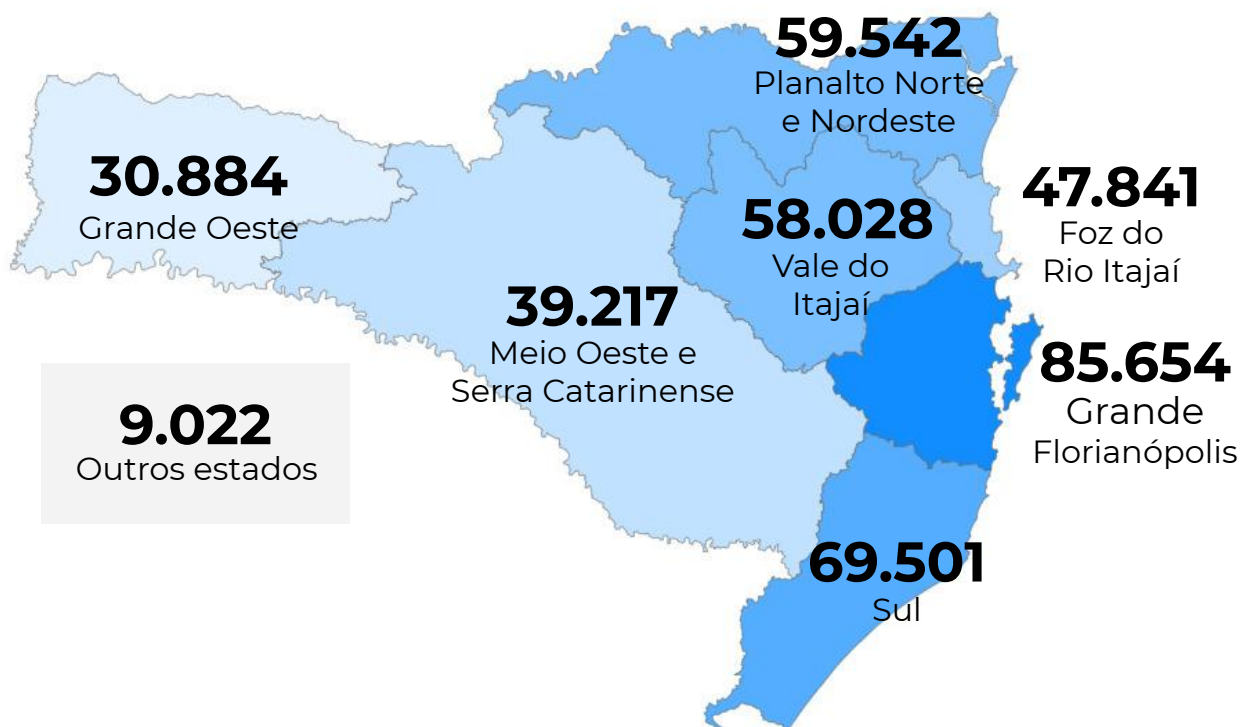 59.542
Planalto Norte
e Nordeste
30.884
Grande Oeste
47.841
Foz do
Rio Itajaí
58.028
Vale do
Itajaí
39.217
Meio Oeste e
Serra Catarinense
85.654
Grande
Florianópolis
9.022
Outros estados
69.501
Sul